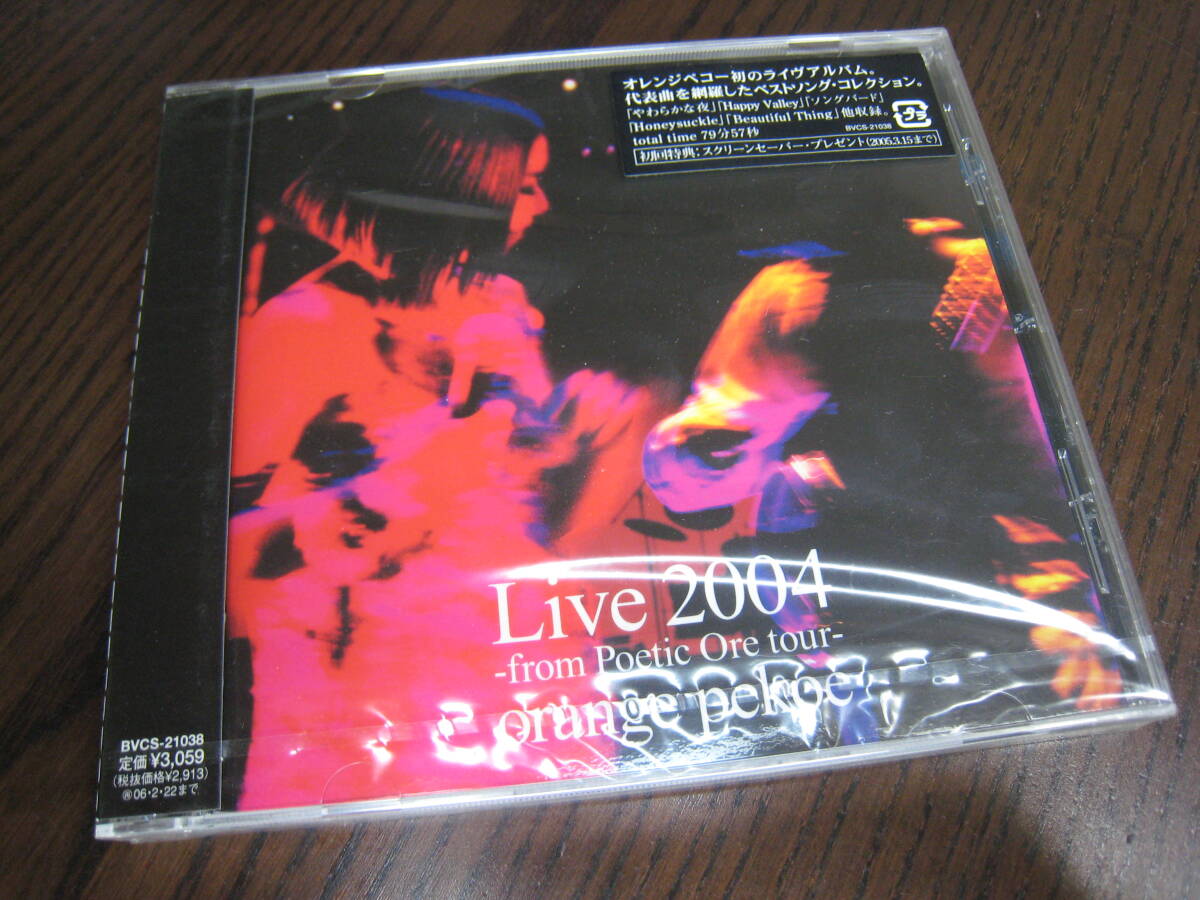 オレンジペコー初のライヴアルバム。
代表曲を網羅したベストソング・コレクション。
「やわらかな夜」「Happy Valley」「ソングバード」
「Honeysuckle」「Beautiful Thing」他収録。
total time 79分57秒
BVCS-21038
プラ
初回特典:スクリーンセーバー・プレゼント(2005.3.15まで)
Live 2004
-from Poetic Ore tour-
orange pekoe
BVCS-21038
定価¥3,059
(税抜価格¥2,913)
Ⓨ06・2・22まで